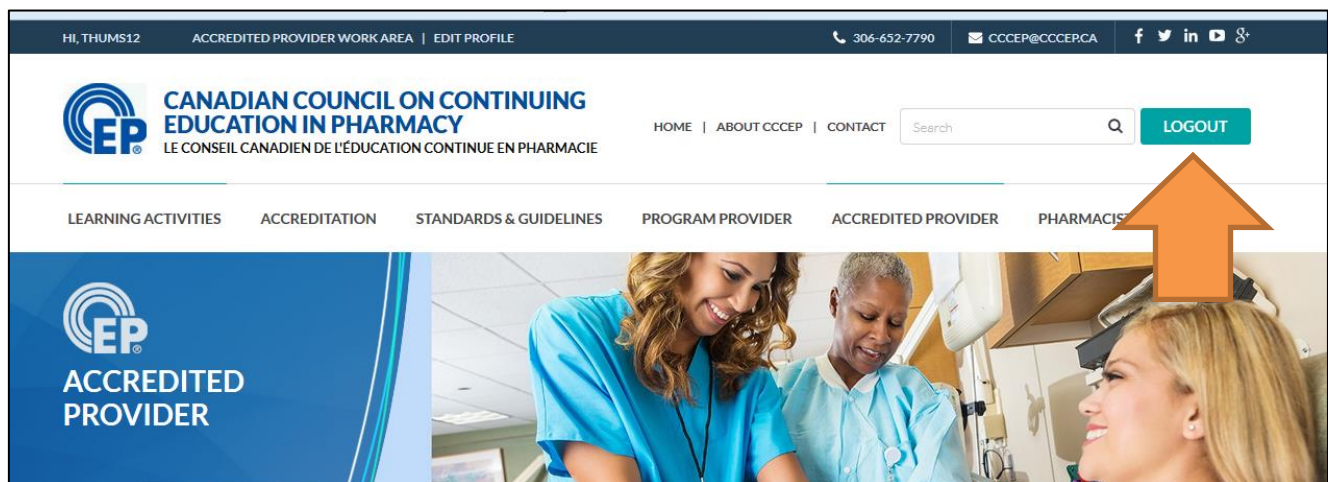 HI, THUMS12 ACCREDITED PROVIDER WORK AREA | EDIT PROFILE 306-652-7790 CCCEP@CCCEP.CA
CEP
CANADIAN COUNCIL ON CONTINUING
EDUCATION IN PHARMACY
LE CONSEIL CANADIEN DE L'ÉDUCATION CONTINUE EN PHARMACIE
HOME | ABOUT CCCEP | CONTACT Search LOGOUT
LEARNING ACTIVITIES ACCREDITATION STANDARDS & GUIDELINES PROGRAM PROVIDER ACCREDITED PROVIDER
CEP
ACCREDITED
PROVIDER